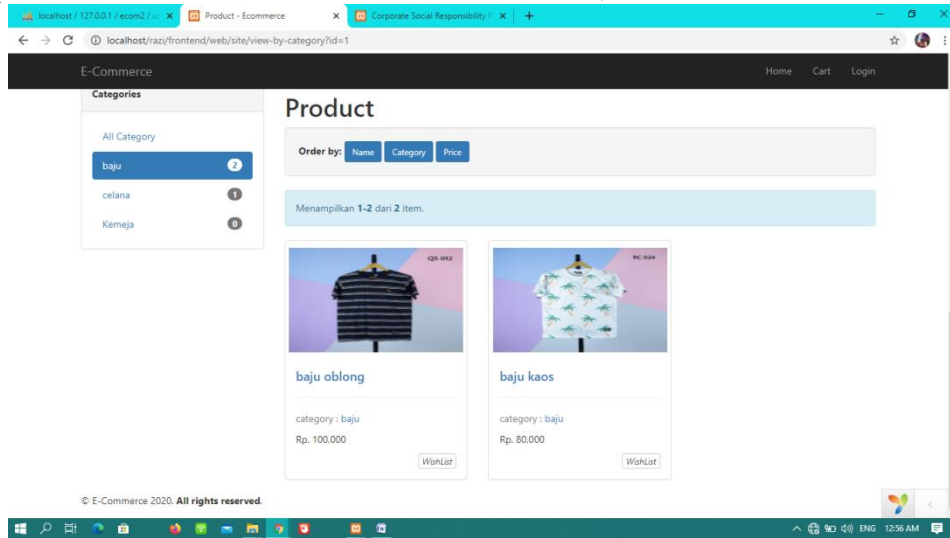 localhost / 127.0.0.1 / ecom2 / u
Product - Ecommerce
Corporate Social Responsibility
localhost/razi/frontend/web/site/view-by-category?id=1
E-Commerce
Home Cart Login
Categories
All Category
baju 2
celana 1
Kemeja 0
Product
Order by: Name Category Price
Menampilkan 1-2 dari 2 item.
QS 012
RC 024
baju oblong
baju kaos
category : baju
category : baju
Rp. 100,000
Rp. 80,000
WishList
WishList
© E-Commerce 2020. All rights reserved.
ENG 12:56 AM